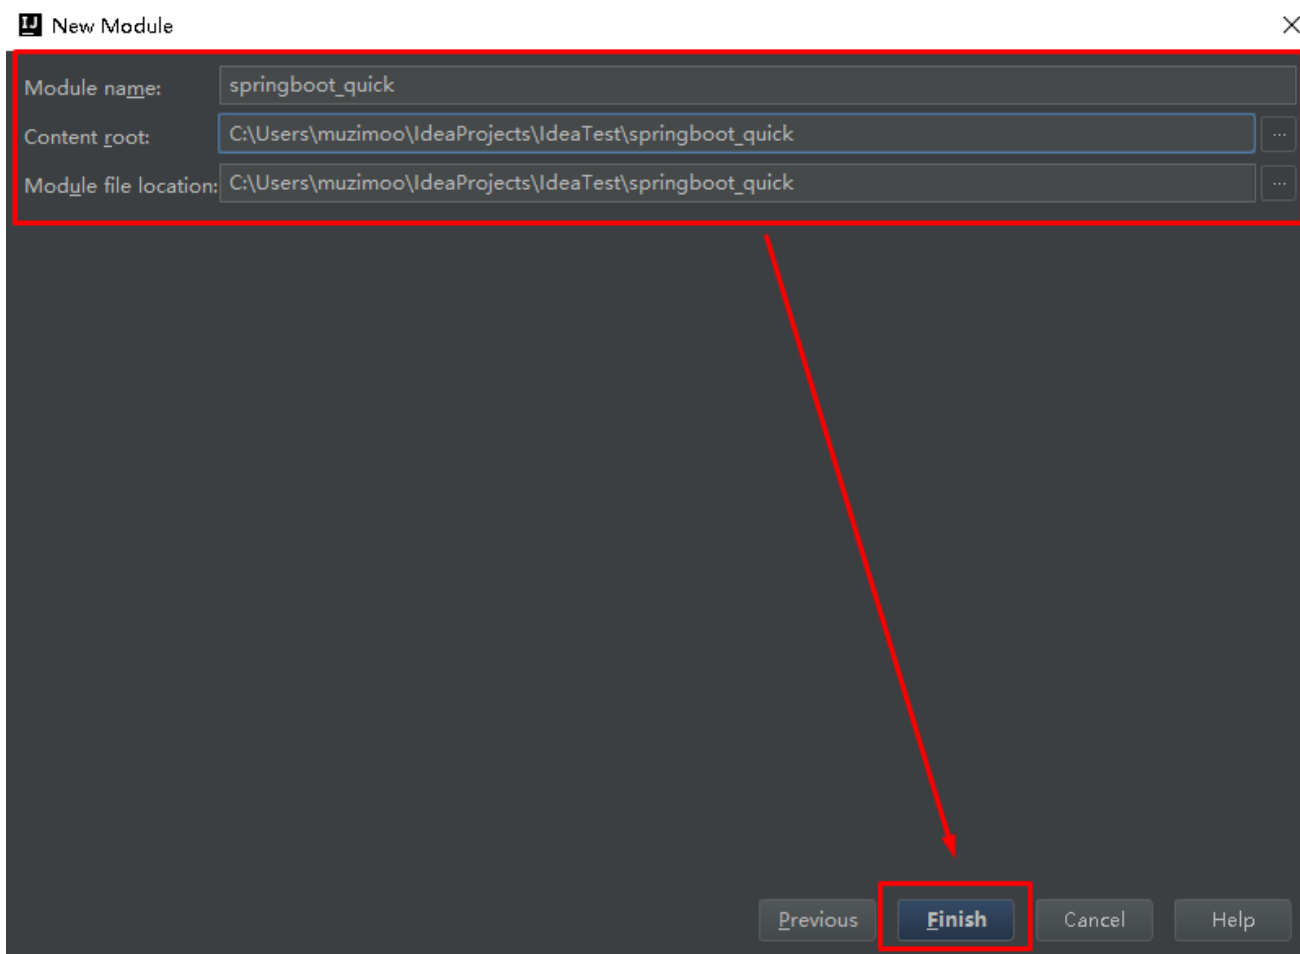 IJ New Module
Module name: springboot_quick
Content root: C:\Users\muzimoo\IdeaProjects\IdeaTest\springboot_quick ...
Module file location: C:\Users\muzimoo\IdeaProjects\IdeaTest\springboot_quick ...
Previous Finish Cancel Help